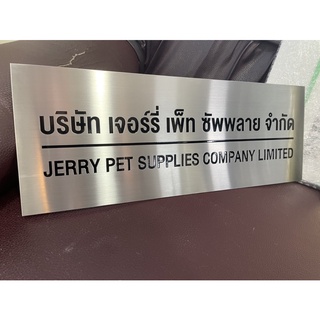 บริษัท เจอร์รี่ เพ็ท ซัพพลาย จำกัด
JERRY PET SUPPLIES COMPANY LIMITED